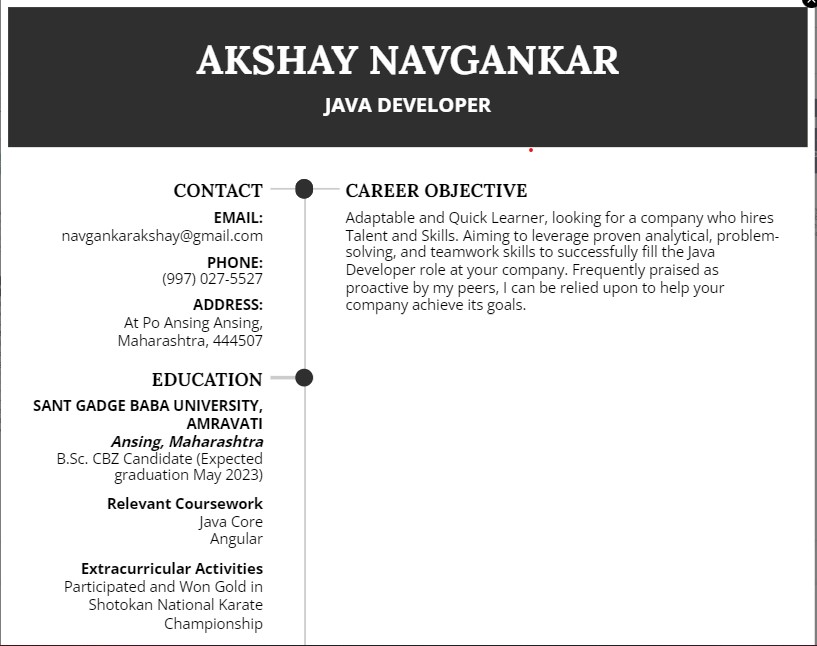 AKSHAY NAVGANKAR
JAVA DEVELOPER
CONTACT
EMAIL:
navgankarakshay@gmail.com
PHONE:
(997) 027-5527
ADDRESS:
At Po Ansing Ansing,
Maharashtra, 444507
EDUCATION
SANT GADGE BABA UNIVERSITY,
AMRAVATI
Ansing, Maharashtra
B.Sc. CBZ Candidate (Expected
graduation May 2023)
Relevant Coursework
Java Core
Angular
Extracurricular Activities
Participated and Won Gold in
Shotokan National Karate
Championship
CAREER OBJECTIVE
Adaptable and Quick Learner, looking for a company who hires
Talent and Skills. Aiming to leverage proven analytical, problem-
solving, and teamwork skills to successfully fill the Java
Developer role at your company. Frequently praised as
proactive by my peers, I can be relied upon to help your
company achieve its goals.